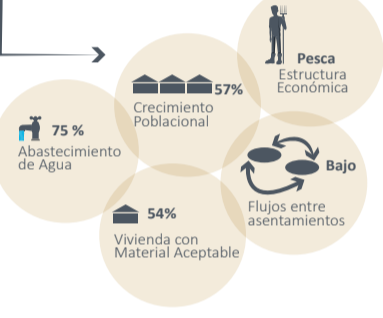 Pesca
Estructura
Económica
57%
Crecimiento
Poblacional
75 %
Abastecimiento
de Agua
Bajo
Flujos entre
asentamientos
54%
Vivienda con
Material Aceptable